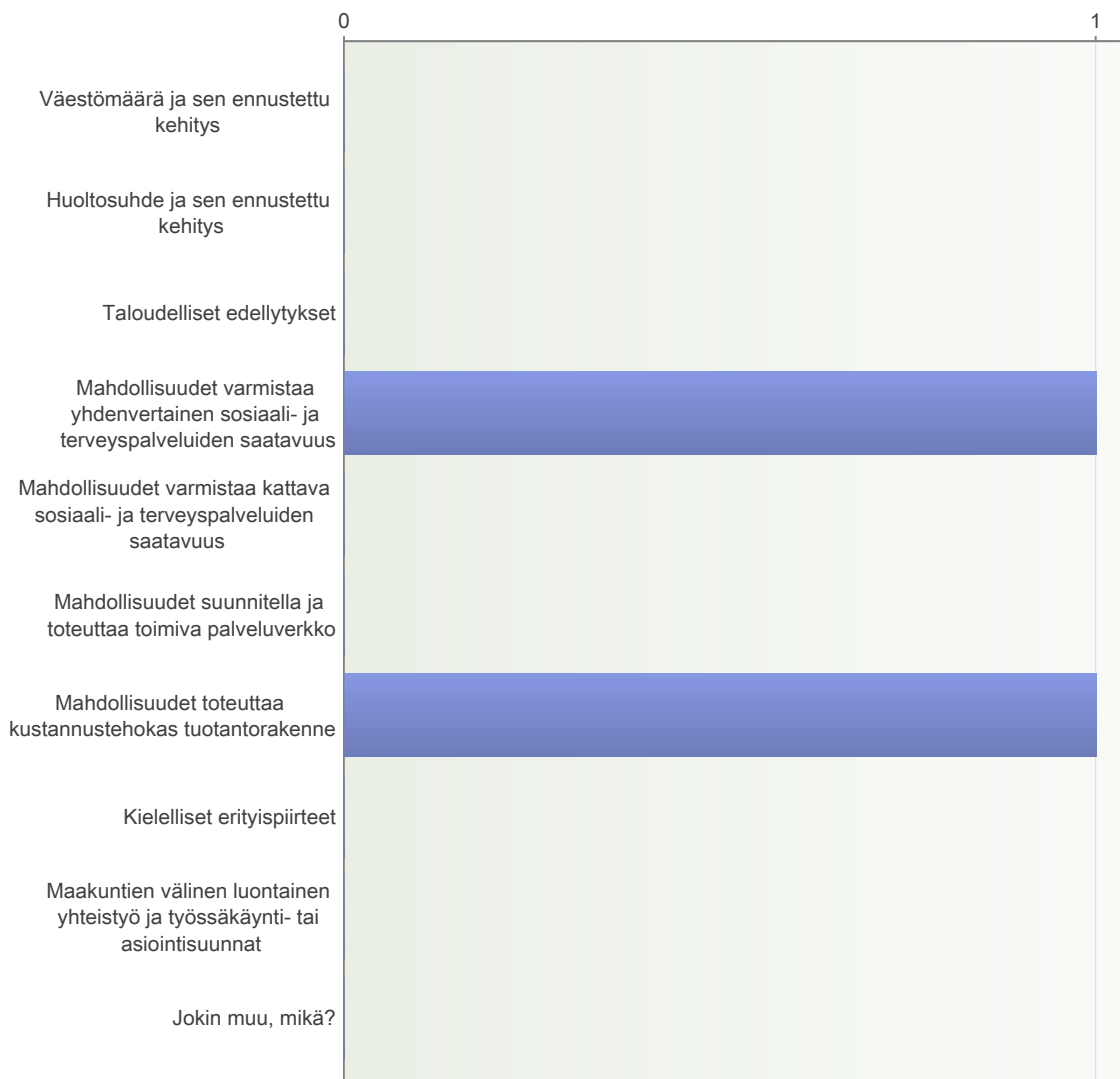 0 1
Väestömäärä ja sen ennustettu
kehitys
Huoltosuhde ja sen ennustettu
kehitys
Taloudelliset edellytykset
Mahdollisuudet varmistaa
yhdenvertainen sosiaali- ja
terveyspalveluiden saatavuus
Mahdollisuudet varmistaa kattava
sosiaali- ja terveyspalveluiden
saatavuus
Mahdollisuudet suunnitella ja
toteuttaa toimiva palveluverkko
Mahdollisuudet toteuttaa
kustannustehokas tuotantorakenne
Kielelliset erityispiirteet
Maakuntien välinen luontainen
yhteistyö ja työssäkäynti- tai
asiointisuunnat
Jokin muu, mikä?